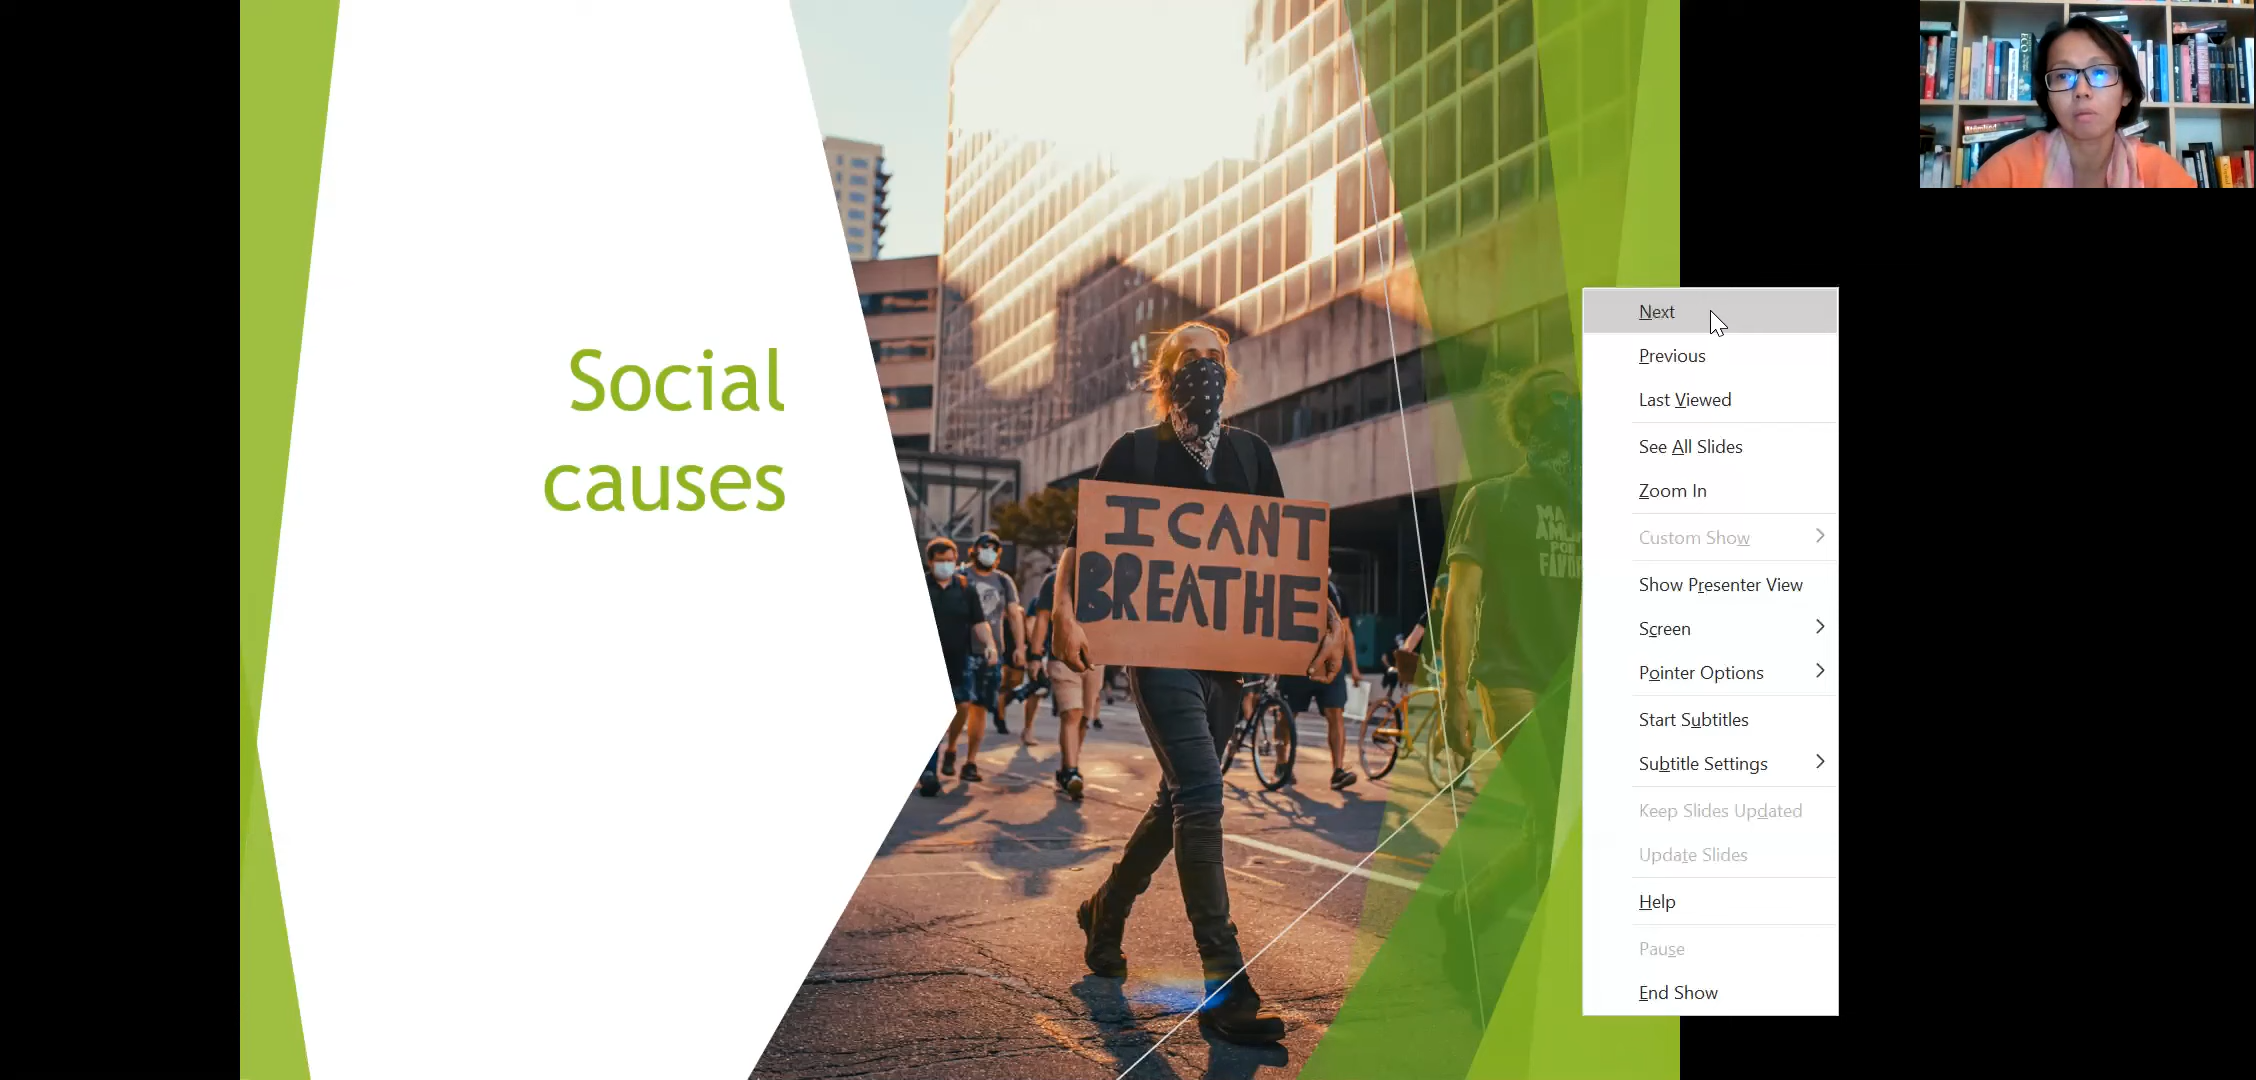 Social
causes
I CANT
BREATHE
POR
Next
Previous
Last Viewed
See All Slides
Zoom In
Custom Show
Show Presenter View
Screen
Pointer Options
Start Subtitles
Subtitle Settings
Keep Slides Updated
Update Slides
Help
Pause
End Show